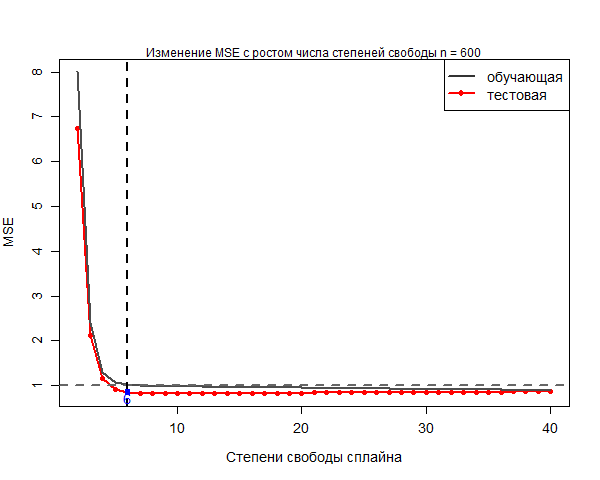 Изменение MSE с ростом числа степеней свободы n = 600
обучающая
тестовая
8
7
6
5
4
3
2
1
MSE
6
10
20
30
40
Степени свободы сплайна